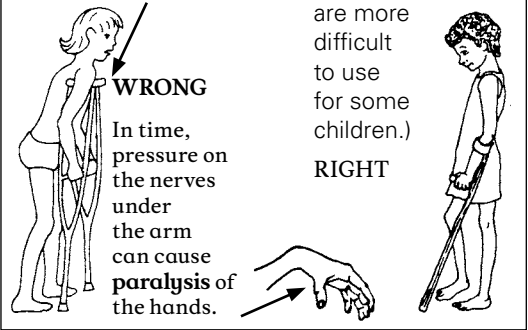 WRONG
In time,
pressure on
the nerves
under
the arm
can cause
paralysis of
the hands.
are more
difficult
to use
for some
children.)
RIGHT